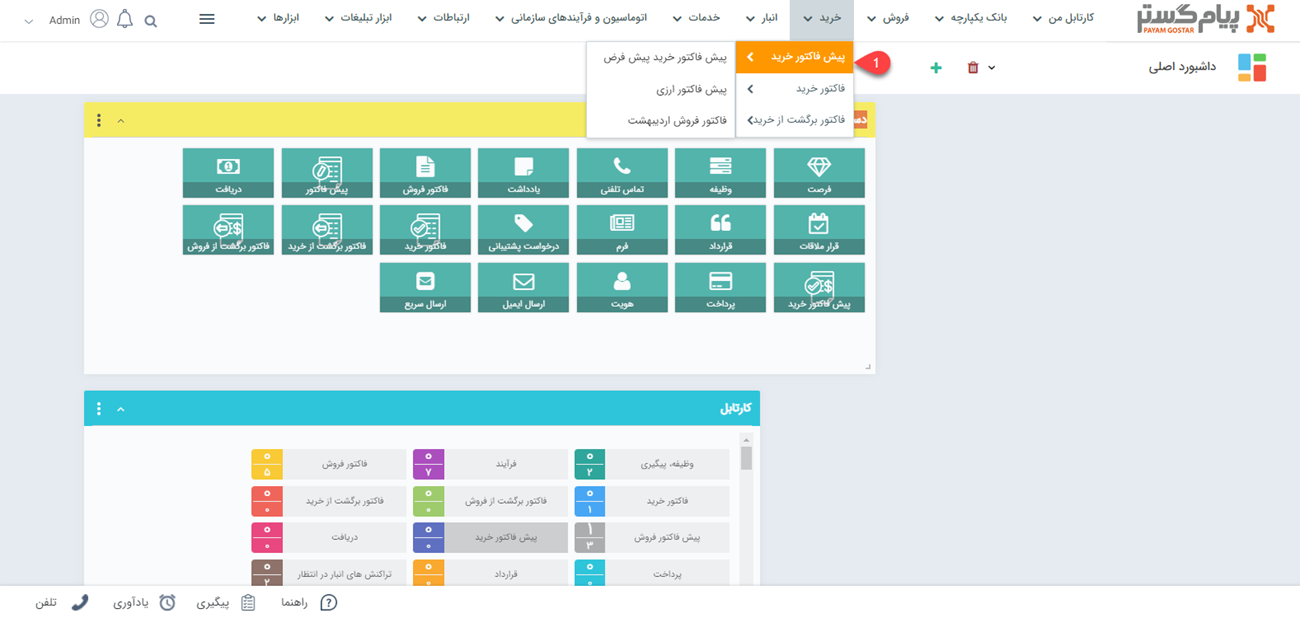 پیام گستر
PAYAM GOSTAR
کارتابل من
بانک یکپارچه
فروش
خرید
انبار
خدمات
اتوماسیون و فرآیندهای سازمانی
ارتباطات
ابزار تبلیغات
ابزارها
Admin
داشبورد اصلی
1
پیش فاکتور خرید
فاکتور خرید
فاکتور برگشت از خرید
پیش فاکتور خرید پیش فرض
پیش فاکتور ارزی
فاکتور فروش اردیبهشت
فرصت
وظیفه
تماس تلفنی
یادداشت
فاکتور فروش
پیش فاکتور
دریافت
قرار ملاقات
قرارداد
فرم
درخواست پشتیبانی
فاکتور خرید
فاکتور برگشت از خرید
فاکتور برگشت از فروش
پیش فاکتور خرید
پرداخت
هویت
ارسال ایمیل
ارسال سریع
کارتابل
وظیفه، پیگیری ۰ ۲
فرآیند ۰ ۷
فاکتور فروش ۰ ۵
فاکتور خرید ۰ ۱
فاکتور برگشت از فروش ۰ ۰
فاکتور برگشت از خرید ۰ ۰
پیش فاکتور فروش ۱ ۳
پیش فاکتور خرید ۰ ۰
دریافت ۰ ۰
پرداخت ۰ ۰
قرارداد ۰ ۰
تراکنش های انبار در انتظار ۰ ۲
راهنما
پیگیری
یادآوری
تلفن